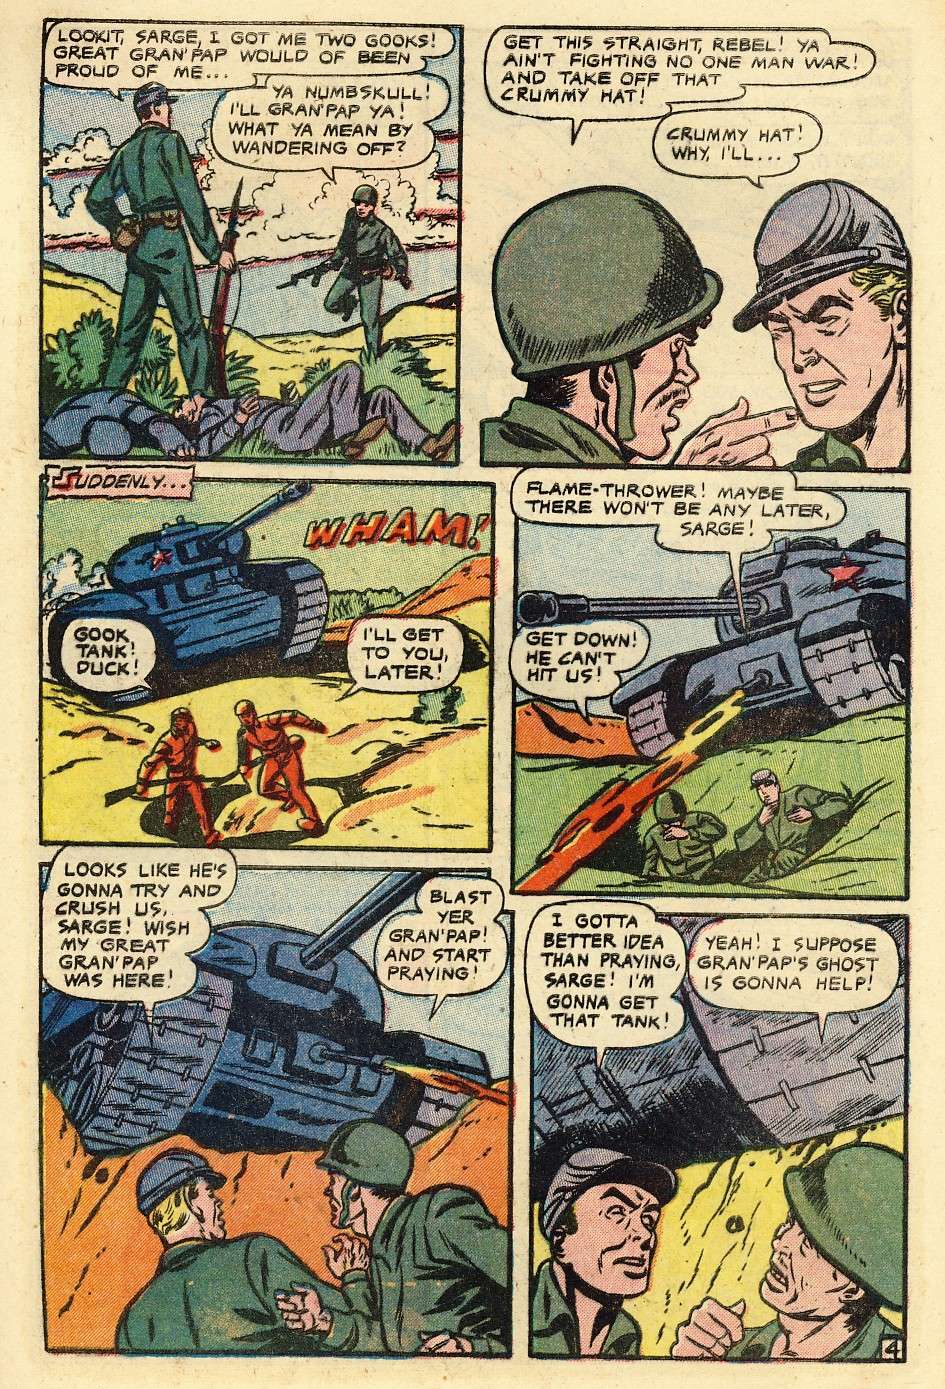 LOOKIT, SARGE, I GOT ME TWO GOOKS!
GREAT GRAN'PAP WOULD OF BEEN
PROUD OF ME...
YA NUMBSKULL!
I'LL GRAN'PAP YA!
WHAT YA MEAN BY
WANDERING OFF?
GET THIS STRAIGHT, REBEL! YA
AIN'T FIGHTING NO ONE MAN WAR!
AND TAKE OFF THAT
CRUMMY HAT!
CRUMMY HAT!
WHY, I'LL...
SUDDENLY...
WHAM!
GOOK
TANK!
DUCK!
I'LL GET
TO YOU,
LATER!
FLAME-THROWER! MAYBE
THERE WON'T BE ANY LATER,
SARGE!
GET DOWN!
HE CAN'T
HIT US!
LOOKS LIKE HE'S
GONNA TRY AND
CRUSH US,
SARGE! WISH
MY GREAT
GRAN'PAP
WAS HERE!
BLAST
YER
GRAN'PAP!
AND START
PRAYING!
I GOTTA
BETTER IDEA
THAN PRAYING,
SARGE! I'M
GONNA GET
THAT TANK!
YEAH! I SUPPOSE
GRAN'PAP'S GHOST
IS GONNA HELP!
4